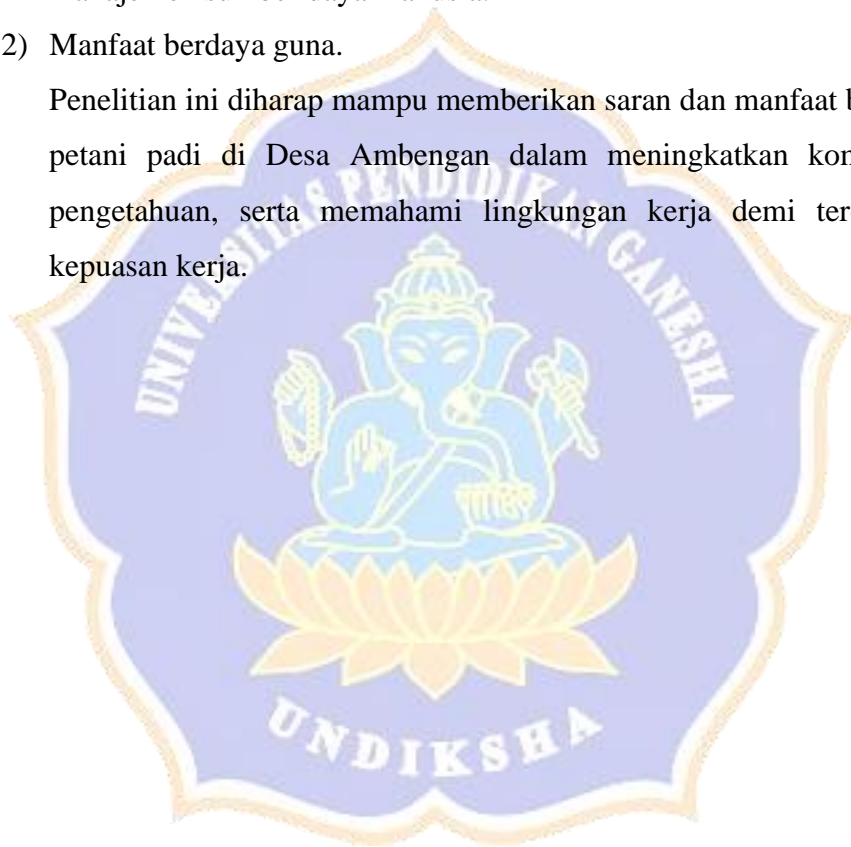 2) Manfaat berdaya guna.
Penelitian ini diharap mampu memberikan saran dan manfaat
petani padi di Desa Ambengan dalam meningkatkan
pengetahuan, serta memahami lingkungan kerja demi
kepuasan kerja.
UNIVERSITAS PENDIDIKAN GANESHA
UNDIKSHA